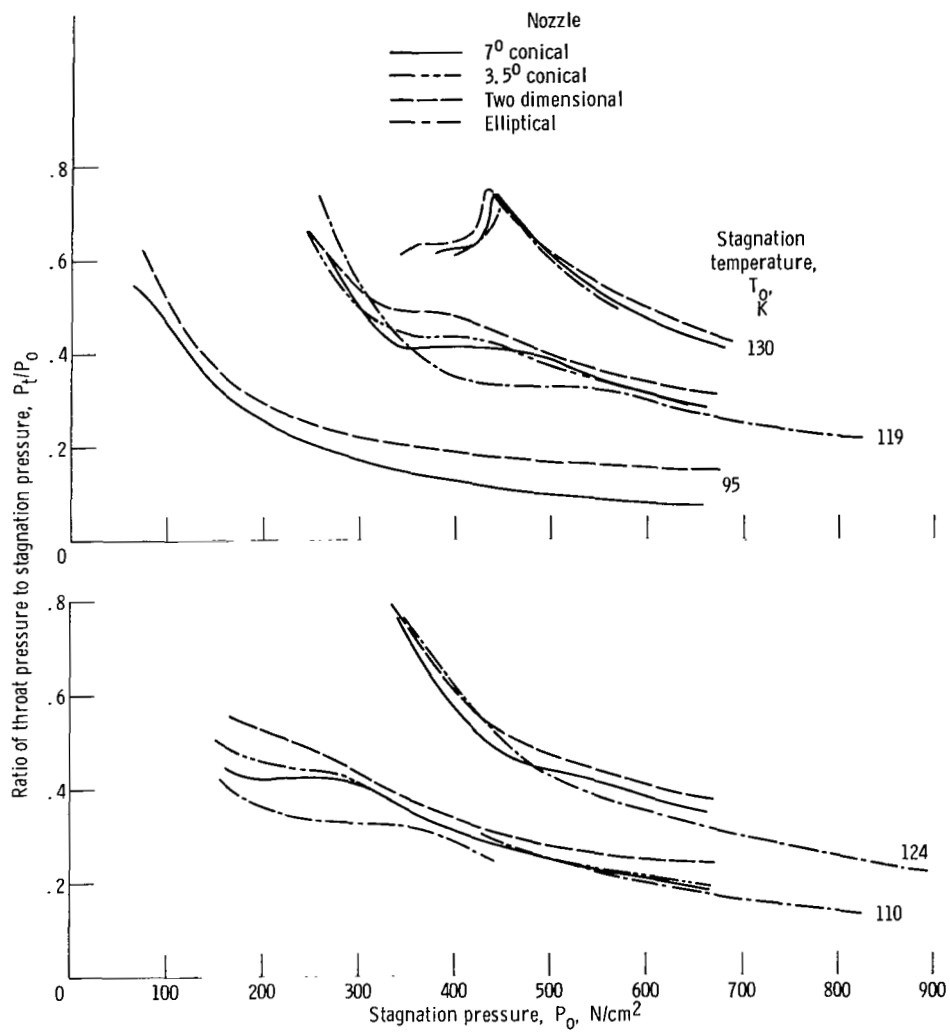 Nozzle
7⁰ conical
3.5⁰ conical
Two dimensional
Elliptical
.8
.6
.4
.2
0
Stagnation
temperature,
T₀,
K
130
119
95
Ratio of throat pressure to stagnation pressure, Pₜ/P₀
.8
.6
.4
.2
124
110
0
100
200
300
400
500
600
700
800
900
Stagnation pressure, P₀, N/cm²